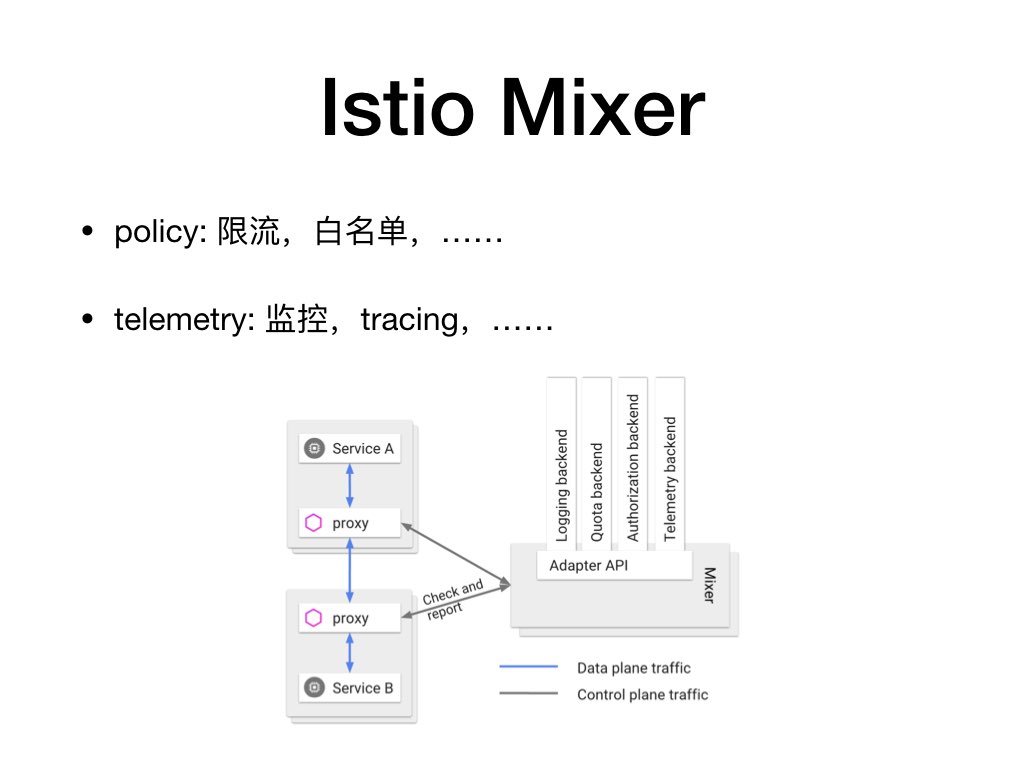 Istio Mixer
• policy: 限流，白名单，……
• telemetry: 监控，tracing，……
Service A
proxy
proxy
Service B
Check and
report
Logging backend
Quota backend
Authorization backend
Telemetry backend
Adapter API
Mixer
Data plane traffic
Control plane traffic